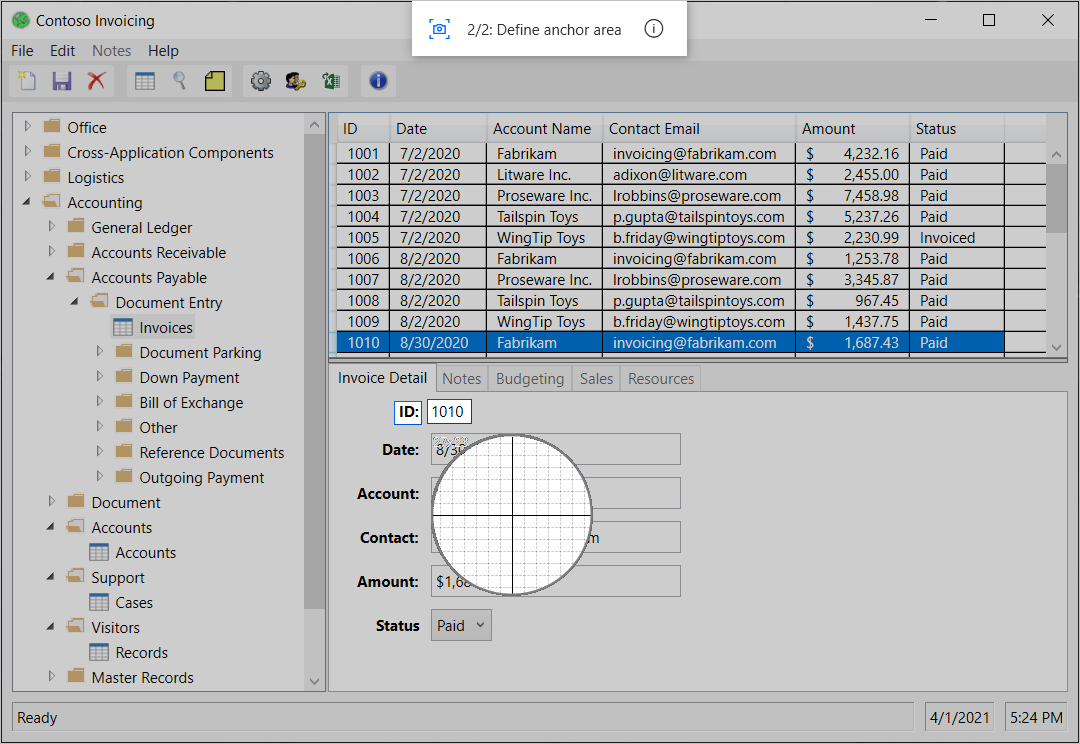 Contoso Invoicing
2/2: Define anchor area
File Edit Notes Help
Office
Cross-Application Components
Logistics
Accounting
General Ledger
Accounts Receivable
Accounts Payable
Document Entry
Invoices
Document Parking
Down Payment
Bill of Exchange
Other
Reference Documents
Outgoing Payment
Document
Accounts
Accounts
Support
Cases
Visitors
Records
Master Records
ID Date Account Name Contact Email Amount Status
1001 7/2/2020 Fabrikam invoicing@fabrikam.com $ 4,232.16 Paid
1002 7/2/2020 Litware Inc. adixon@litware.com $ 2,455.00 Paid
1003 7/2/2020 Proseware Inc. lrobbins@proseware.com $ 7,458.98 Paid
1004 7/2/2020 Tailspin Toys p.gupta@tailspintoys.com $ 5,237.26 Paid
1005 7/2/2020 WingTip Toys b.friday@wingtiptoys.com $ 2,230.99 Invoiced
1006 8/2/2020 Fabrikam invoicing@fabrikam.com $ 1,253.78 Paid
1007 8/2/2020 Proseware Inc. lrobbins@proseware.com $ 3,345.87 Paid
1008 8/2/2020 Tailspin Toys p.gupta@tailspintoys.com $ 967.45 Paid
1009 8/2/2020 WingTip Toys b.friday@wingtiptoys.com $ 1,437.75 Paid
1010 8/30/2020 Fabrikam invoicing@fabrikam.com $ 1,687.43 Paid
Invoice Detail Notes Budgeting Sales Resources
ID: 1010
Date:
Account:
Contact:
Amount:
Status Paid
Ready 4/1/2021 5:24 PM